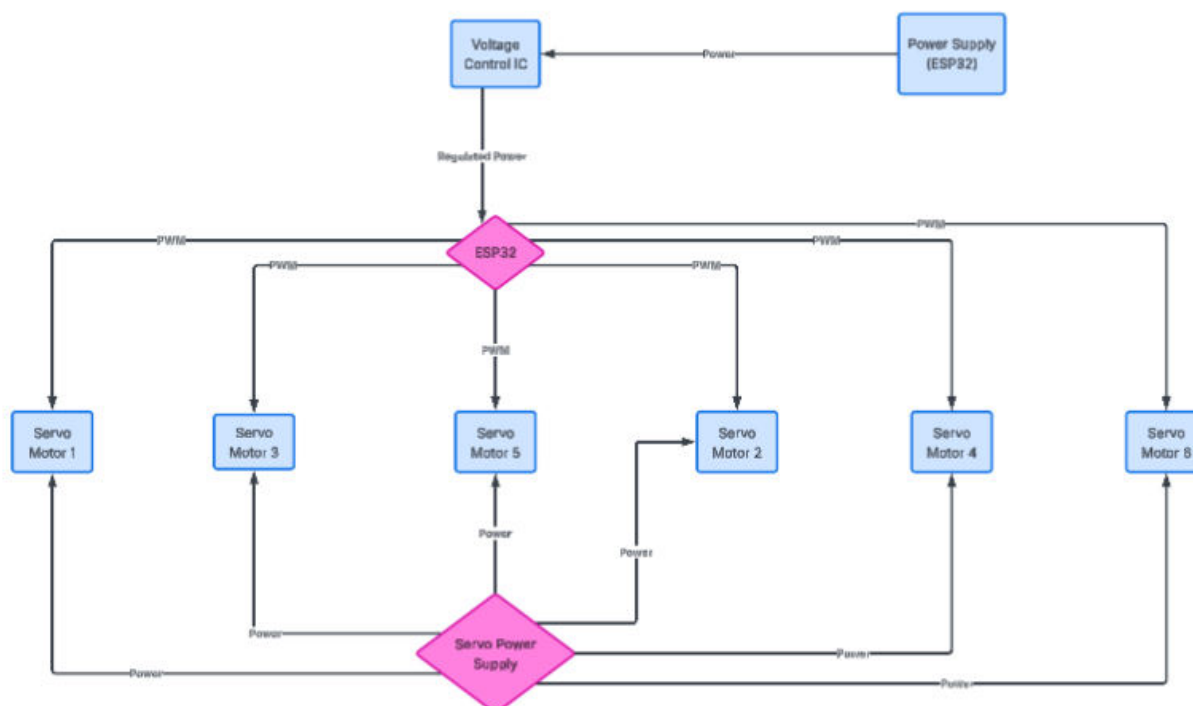 Voltage
Control IC
Power
Power Supply
(ESP32)
Regulated Power
PWM
PWM
ESP32
PWM
PWM
PWM
PWM
Servo
Motor 1
Servo
Motor 3
Servo
Motor 5
Servo
Motor 2
Servo
Motor 4
Servo
Motor 6
Power
Power
Power
Servo Power
Supply
Power
Power
Power